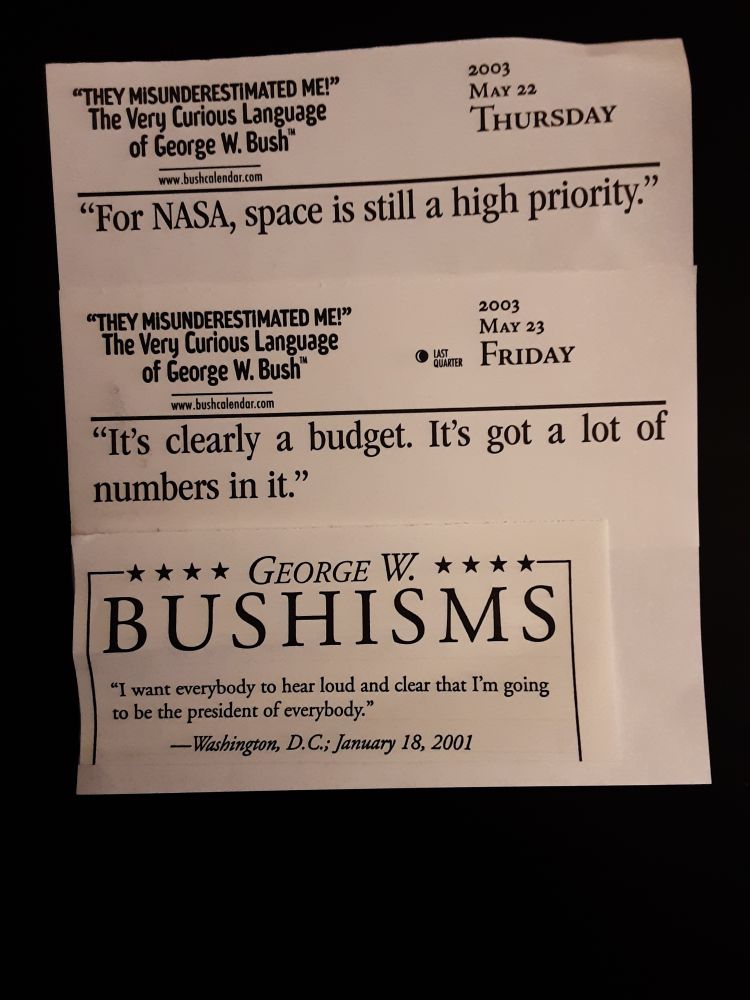 “THEY MiSUNDERESTiMATED ME!”
The Very Curious Language
of George W. Bush™
www.bushcalendar.com
2003
MAY 22
THURSDAY
“For NASA, space is still a high priority.”
“THEY MiSUNDERESTiMATED ME!”
The Very Curious Language
of George W. Bush™
www.bushcalendar.com
LAST
QUARTER
2003
MAY 23
FRIDAY
“It’s clearly a budget. It’s got a lot of
numbers in it.”
★★★★ GEORGE W. ★★★★
BUSHISMS
“I want everybody to hear loud and clear that I’m going
to be the president of everybody.”
—Washington, D.C.; January 18, 2001